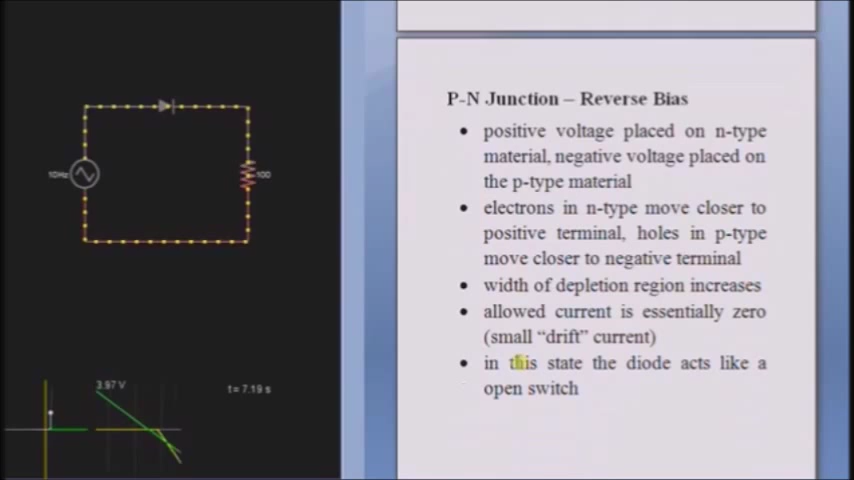 10Hz
100
3.97 V
t = 7.19 s
P-N Junction – Reverse Bias
• positive voltage placed on n-type
material, negative voltage placed on
the p-type material
• electrons in n-type move closer to
positive terminal, holes in p-type
move closer to negative terminal
• width of depletion region increases
• allowed current is essentially zero
(small “drift” current)
• in this state the diode acts like a
open switch